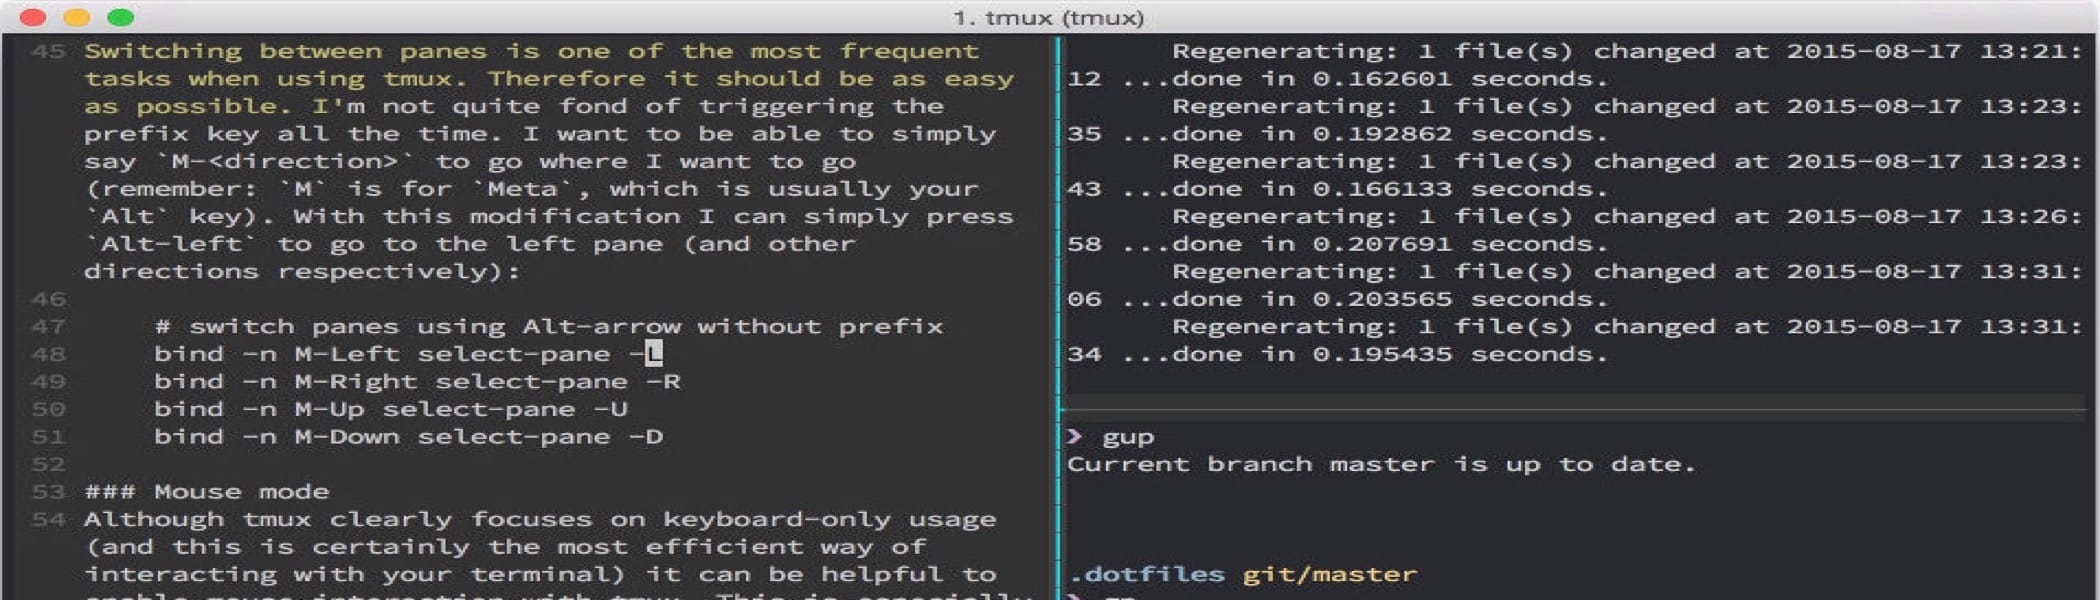 1. tmux (tmux)
45 Switching between panes is one of the most frequent
tasks when using tmux. Therefore it should be as easy
as possible. I'm not quite fond of triggering the
prefix key all the time. I want to be able to simply
say `M-<direction>` to go where I want to go
(remember: `M` is for `Meta`, which is usually your
`Alt` key). With this modification I can simply press
`Alt-left` to go to the left pane (and other
directions respectively):
46
47 # switch panes using Alt-arrow without prefix
48 bind -n M-Left select-pane -L
49 bind -n M-Right select-pane -R
50 bind -n M-Up select-pane -U
51 bind -n M-Down select-pane -D
52
53 ### Mouse mode
54 Although tmux clearly focuses on keyboard-only usage
(and this is certainly the most efficient way of
interacting with your terminal) it can be helpful to
enable mouse interaction with tmux. This is especially
Regenerating: 1 file(s) changed at 2015-08-17 13:21:
12 ...done in 0.162601 seconds.
Regenerating: 1 file(s) changed at 2015-08-17 13:23:
35 ...done in 0.192862 seconds.
Regenerating: 1 file(s) changed at 2015-08-17 13:23:
43 ...done in 0.166133 seconds.
Regenerating: 1 file(s) changed at 2015-08-17 13:26:
58 ...done in 0.207691 seconds.
Regenerating: 1 file(s) changed at 2015-08-17 13:31:
06 ...done in 0.203565 seconds.
Regenerating: 1 file(s) changed at 2015-08-17 13:31:
34 ...done in 0.195435 seconds.
❯ gup
Current branch master is up to date.
.dotfiles git/master